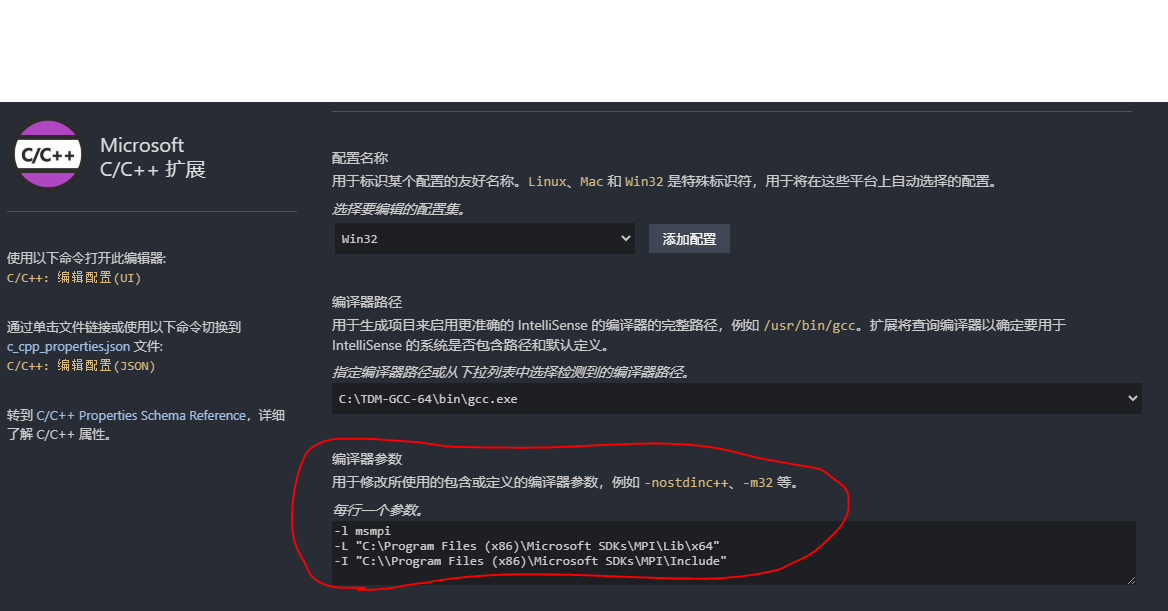 C/C++
Microsoft
C/C++ 扩展
使用以下命令打开此编辑器:
C/C++: 编辑配置(UI)
通过单击文件链接或使用以下命令切换到
c_cpp_properties.json 文件:
C/C++: 编辑配置(JSON)
转到 C/C++ Properties Schema Reference，详细
了解 C/C++ 属性。
配置名称
用于标识某个配置的友好名称。Linux、Mac 和 Win32 是特殊标识符，用于将在这些平台上自动选择的配置。
选择要编辑的配置集。
Win32
添加配置
编译器路径
用于生成项目来启用更准确的 IntelliSense 的编译器的完整路径，例如 /usr/bin/gcc。扩展将查询编译器以确定要用于
IntelliSense 的系统是否包含路径和默认定义。
指定编译器路径或从下拉列表中选择检测到的编译器路径。
C:\TDM-GCC-64\bin\gcc.exe
编译器参数
用于修改所使用的包含或定义的编译器参数，例如 -nostdinc++、-m32 等。
每行一个参数。
-l msmpi
-L "C:\Program Files (x86)\Microsoft SDKs\MPI\Lib\x64"
-I "C:\\Program Files (x86)\Microsoft SDKs\MPI\Include"